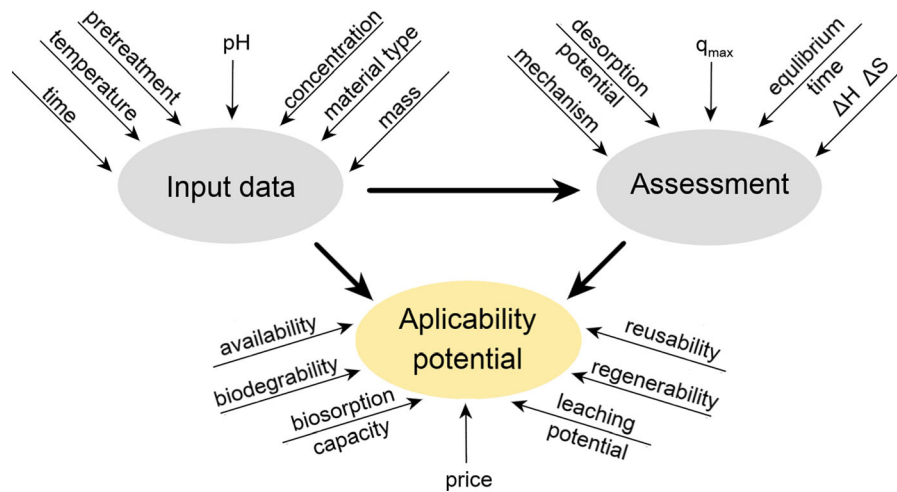 time
temperature
pretreatment
pH
concentration
material type
mass
Input data
mechanism
desorption
potential
qmax
equlibrium
time
ΔH ΔS
Assessment
Aplicability
potential
availability
biodegrability
biosorption
capacity
price
leaching
potential
regenerability
reusability